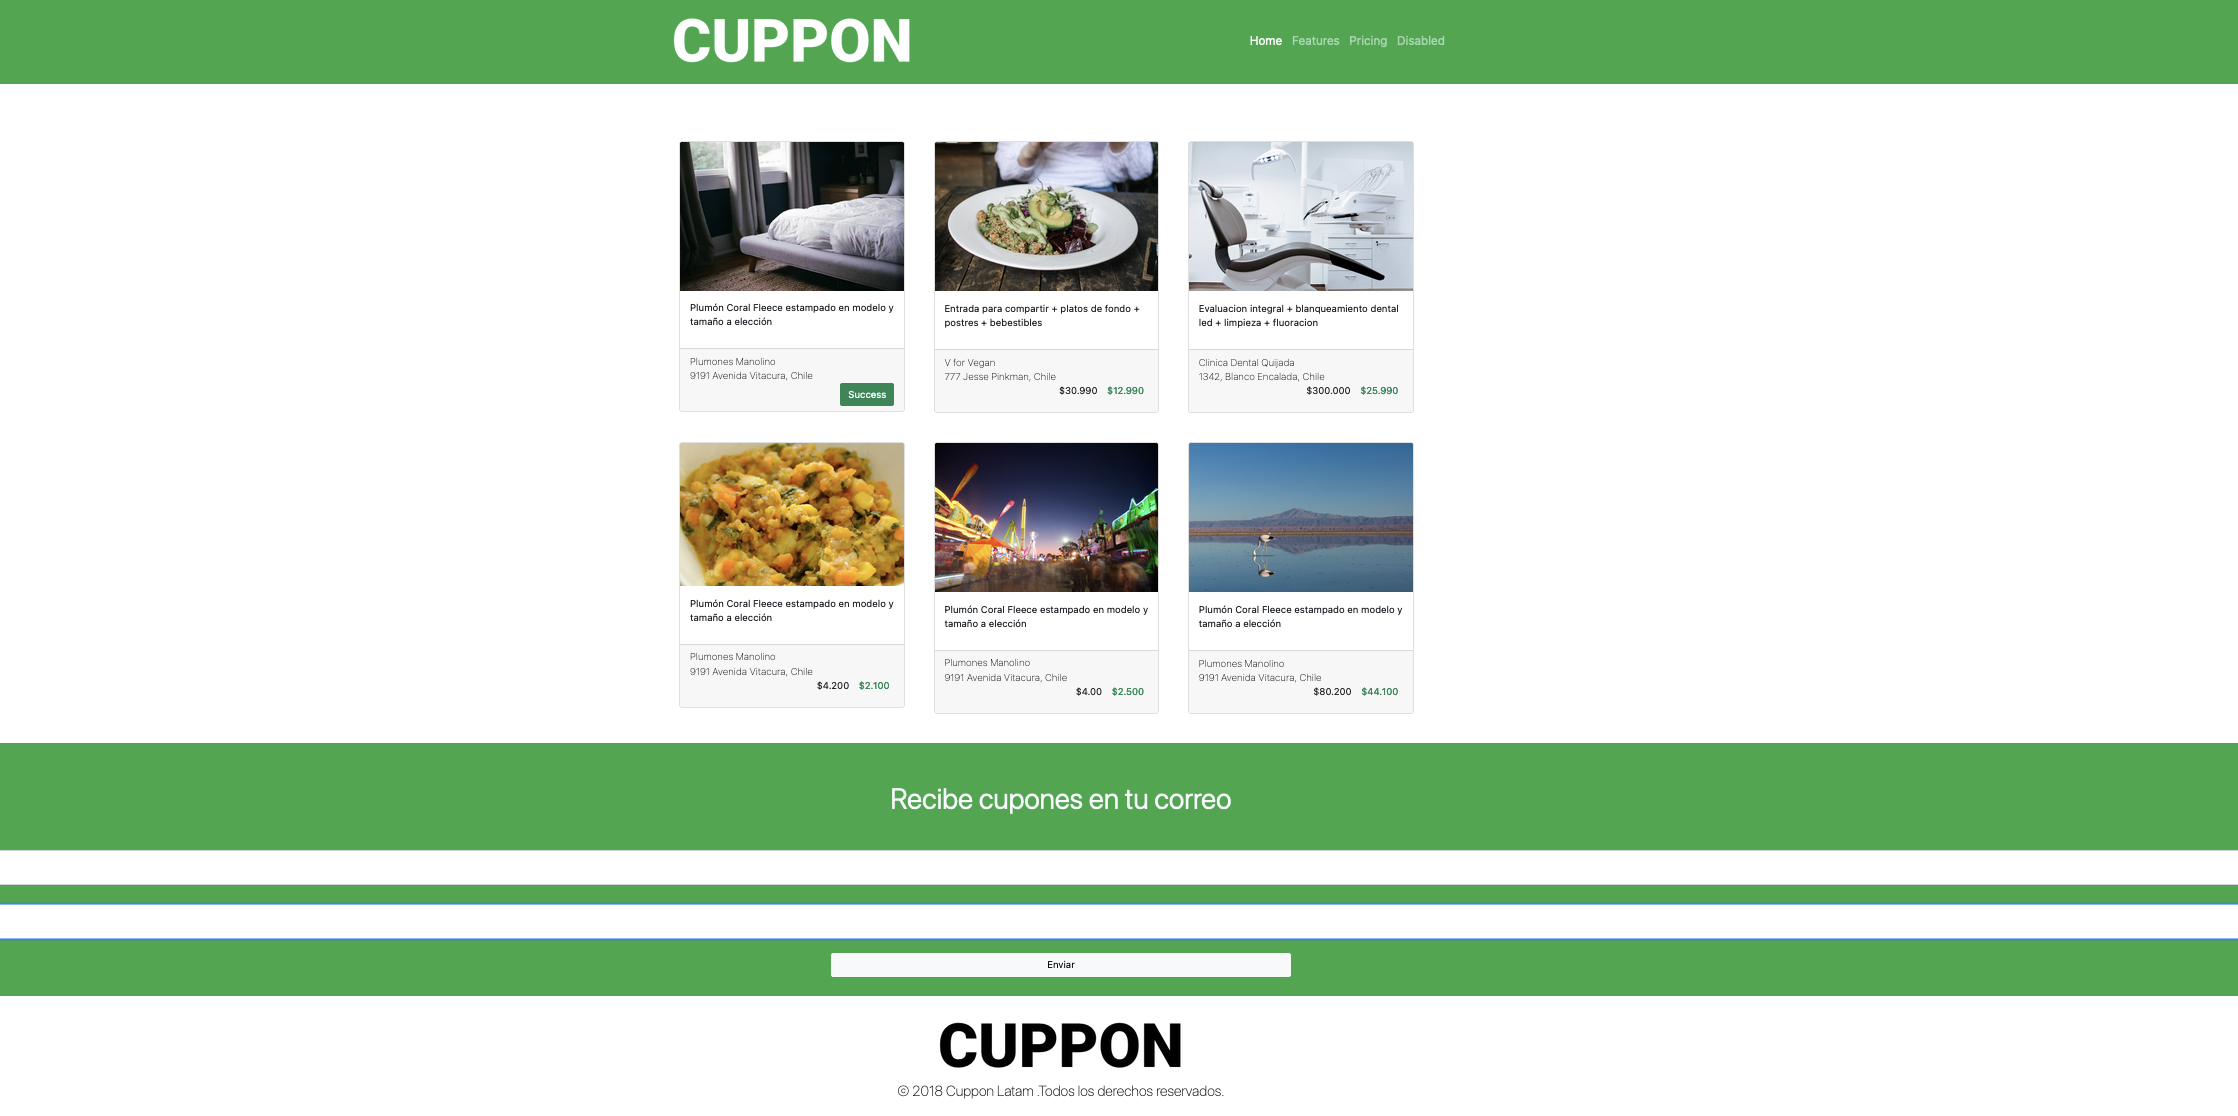 CUPPON
Home Features Pricing Disabled
Plumón Coral Fleece estampado en modelo y
tamaño a elección
Plumones Manolino
9191 Avenida Vitacura, Chile
Success
Entrada para compartir + platos de fondo +
postres + bebestibles
V for Vegan
777 Jesse Pinkman, Chile
$30.990 $12.990
Evaluacion integral + blanqueamiento dental
led + limpieza + fluoracion
Clinica Dental Quijada
1342, Blanco Encalada, Chile
$300.000 $25.990
Plumón Coral Fleece estampado en modelo y
tamaño a elección
Plumones Manolino
9191 Avenida Vitacura, Chile
$4.200 $2.100
Plumón Coral Fleece estampado en modelo y
tamaño a elección
Plumones Manolino
9191 Avenida Vitacura, Chile
$4.00 $2.500
Plumón Coral Fleece estampado en modelo y
tamaño a elección
Plumones Manolino
9191 Avenida Vitacura, Chile
$80.200 $44.100
Recibe cupones en tu correo
Enviar
CUPPON
© 2018 Cuppon Latam .Todos los derechos reservados.